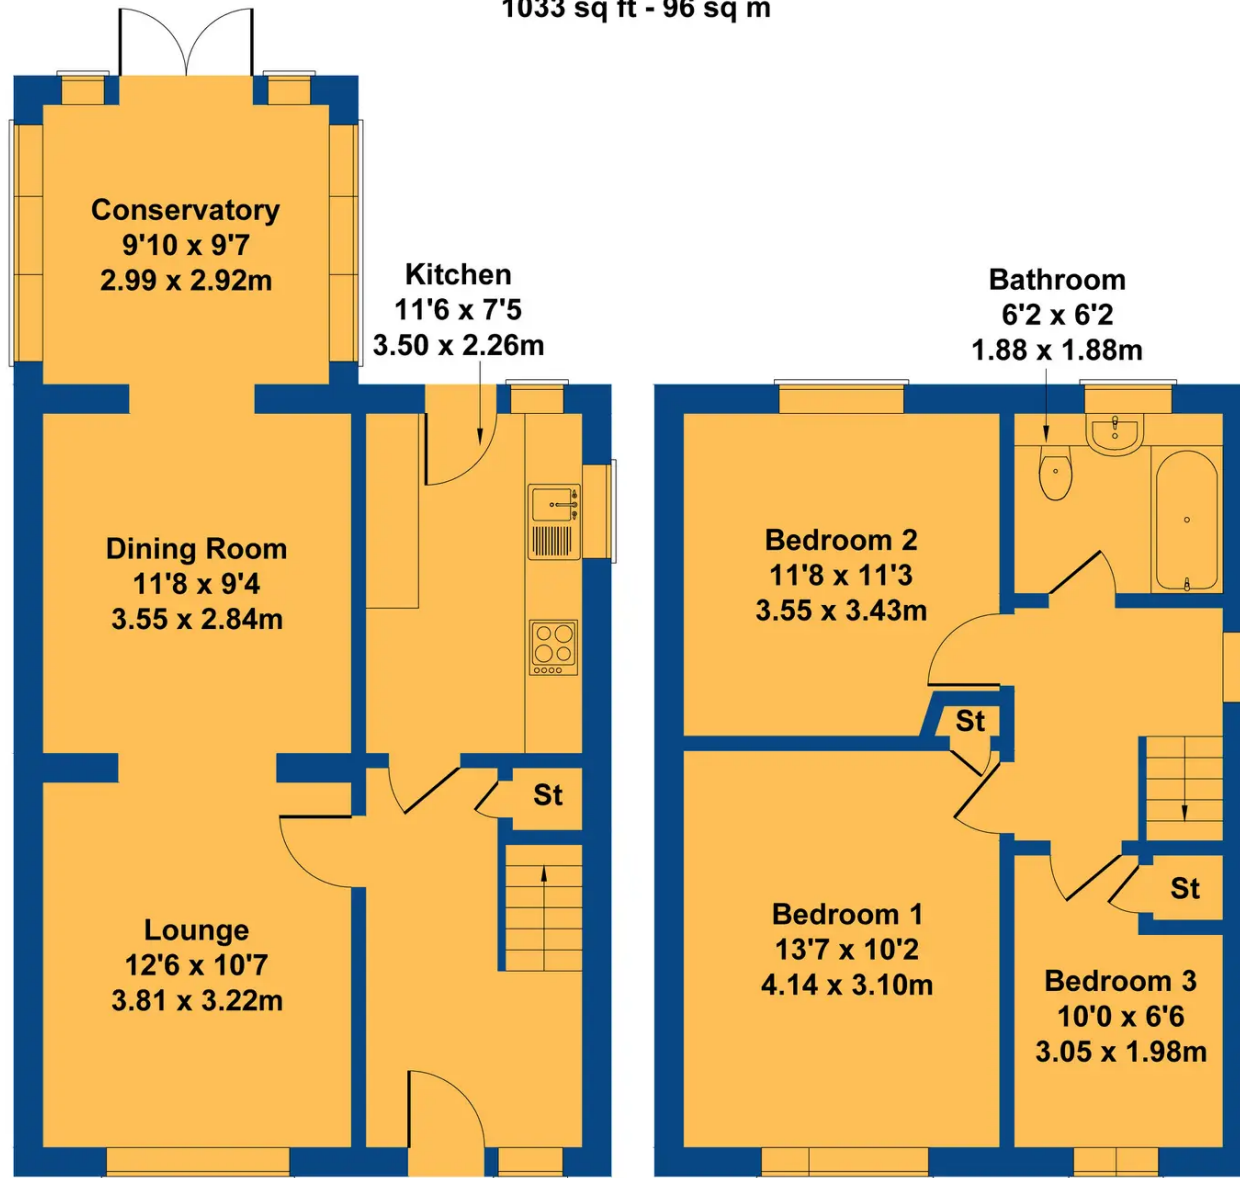 1033 sq ft - 96 sq m
Conservatory
9'10 x 9'7
2.99 x 2.92m
Kitchen
11'6 x 7'5
3.50 x 2.26m
Dining Room
11'8 x 9'4
3.55 x 2.84m
St
Lounge
12'6 x 10'7
3.81 x 3.22m
Bathroom
6'2 x 6'2
1.88 x 1.88m
Bedroom 2
11'8 x 11'3
3.55 x 3.43m
St
Bedroom 1
13'7 x 10'2
4.14 x 3.10m
St
Bedroom 3
10'0 x 6'6
3.05 x 1.98m